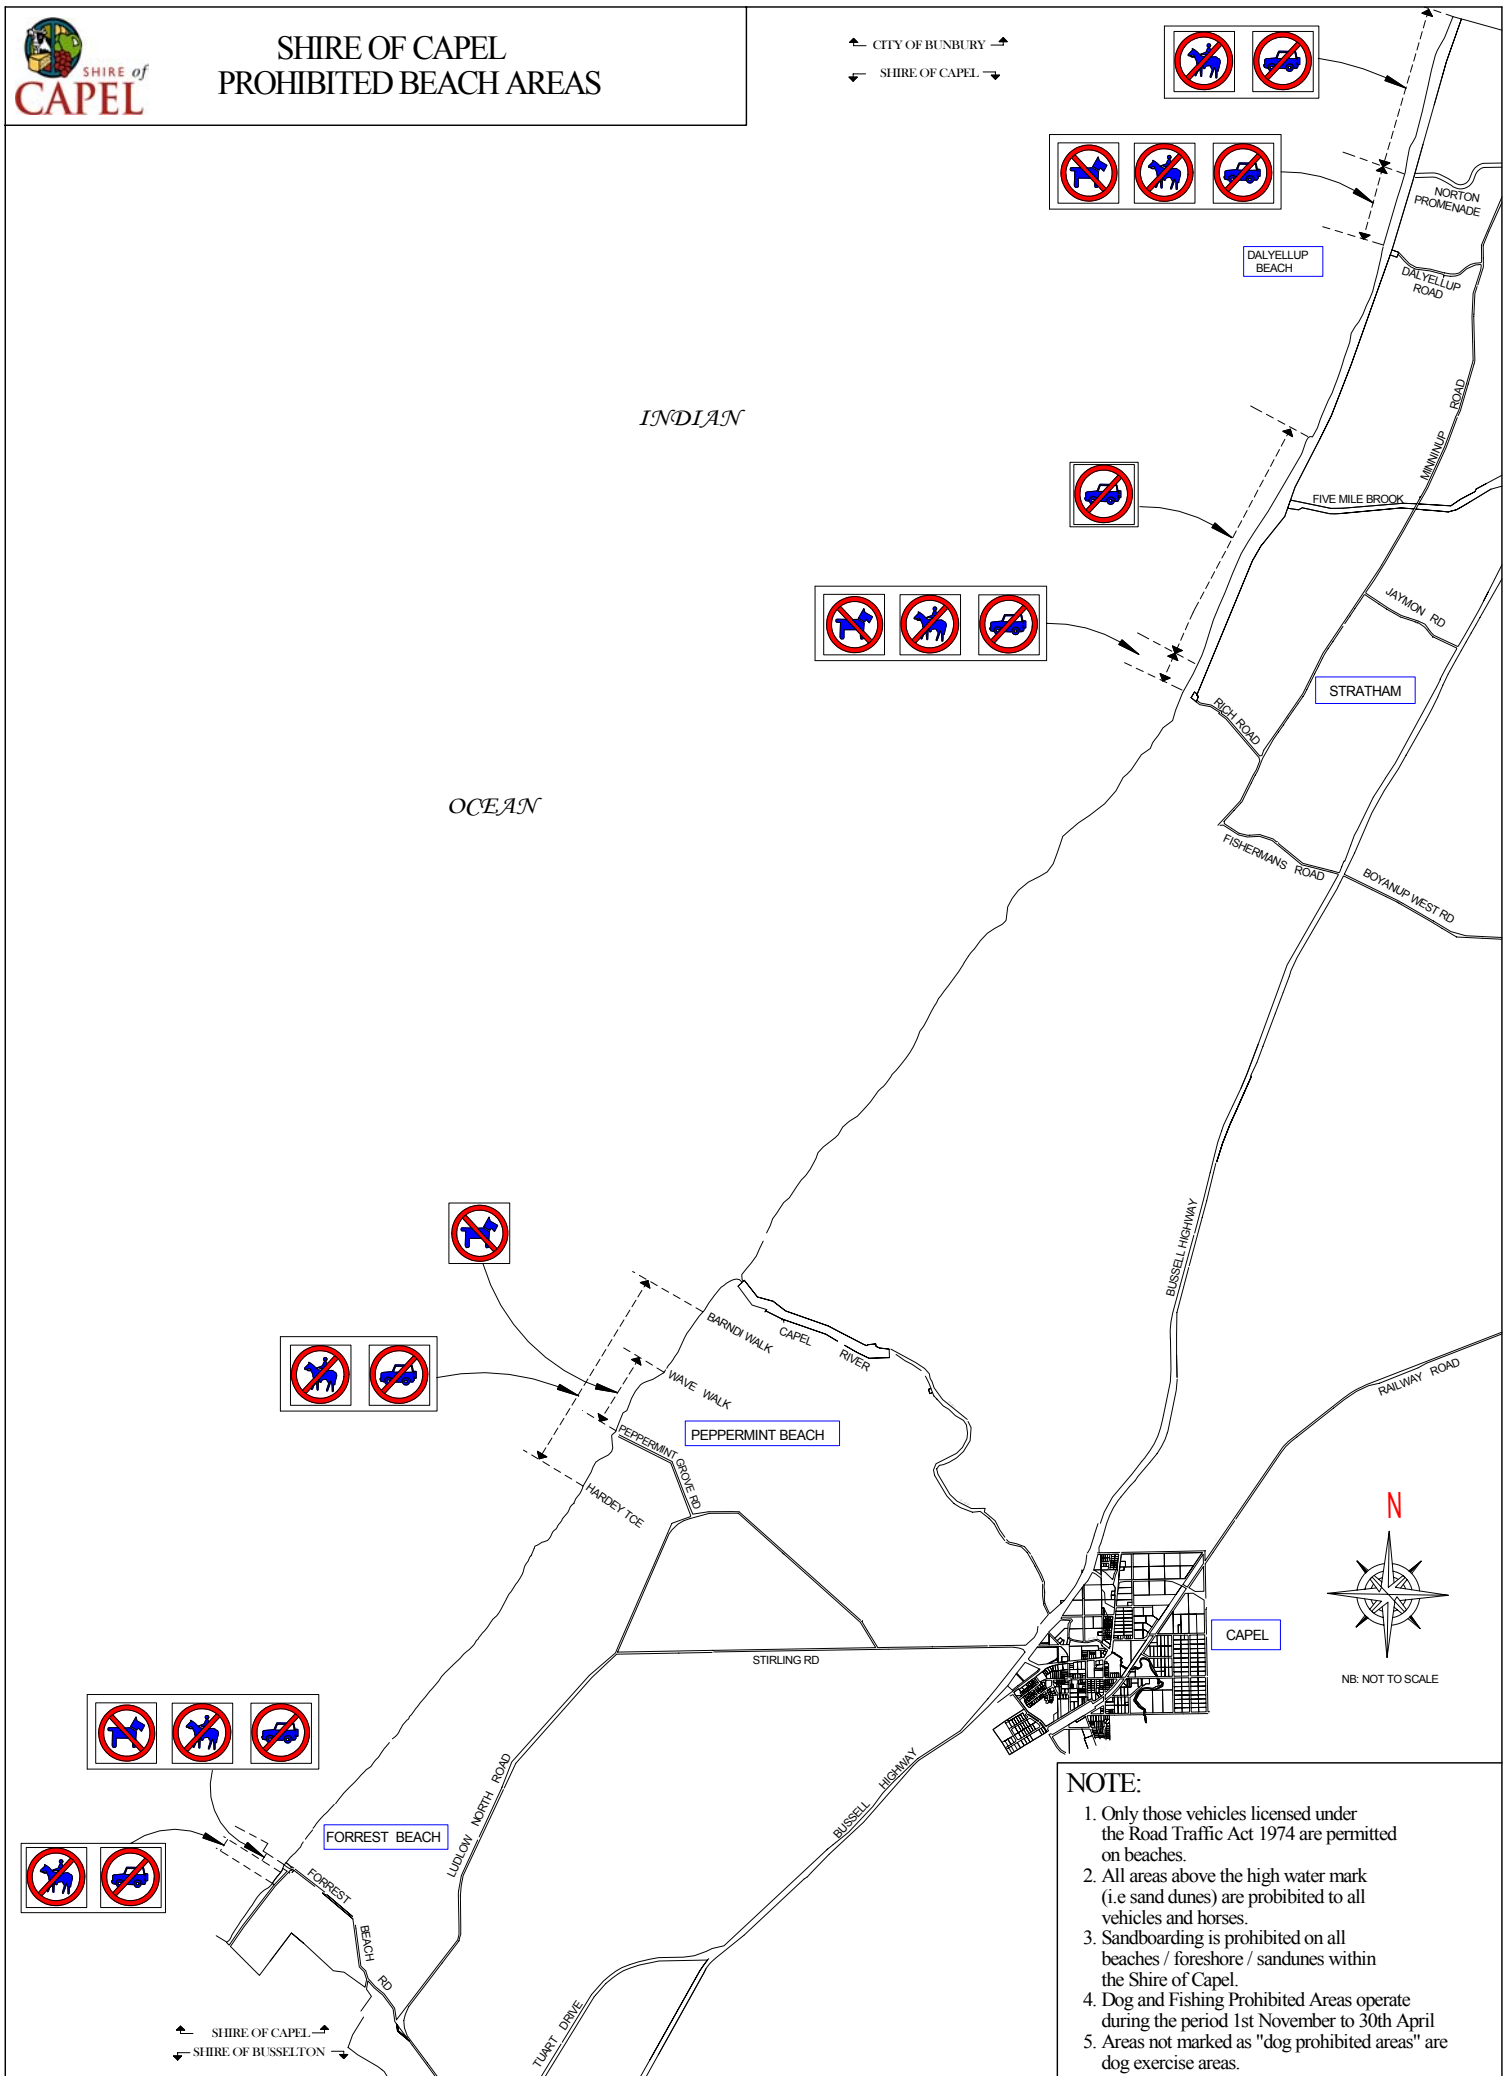 SHIRE of
CAPEL
SHIRE OF CAPEL
PROHIBITED BEACH AREAS
CITY OF BUNBURY
SHIRE OF CAPEL
NORTON
PROMENADE
DALYELLUP
BEACH
DALYELLUP
ROAD
INDIAN
MINNINUP ROAD
FIVE MILE BROOK
JAYMON RD
STRATHAM
RICH ROAD
OCEAN
FISHERMANS ROAD
BOYANUP WEST RD
BUSSELL HIGHWAY
BARNDI WALK
CAPEL RIVER
WAVE WALK
RAILWAY ROAD
PEPPERMINT BEACH
PEPPERMINT GROVE RD
HARDEY TCE
N
CAPEL
STIRLING RD
NB: NOT TO SCALE
LUDLOW NORTH ROAD
BUSSELL HIGHWAY
FORREST BEACH
FORREST BEACH RD
TUART DRIVE
SHIRE OF CAPEL
SHIRE OF BUSSELTON
NOTE:
1. Only those vehicles licensed under
the Road Traffic Act 1974 are permitted
on beaches.
2. All areas above the high water mark
(i.e sand dunes) are probibited to all
vehicles and horses.
3. Sandboarding is prohibited on all
beaches / foreshore / sandunes within
the Shire of Capel.
4. Dog and Fishing Prohibited Areas operate
during the period 1st November to 30th April
5. Areas not marked as "dog prohibited areas" are
dog exercise areas.